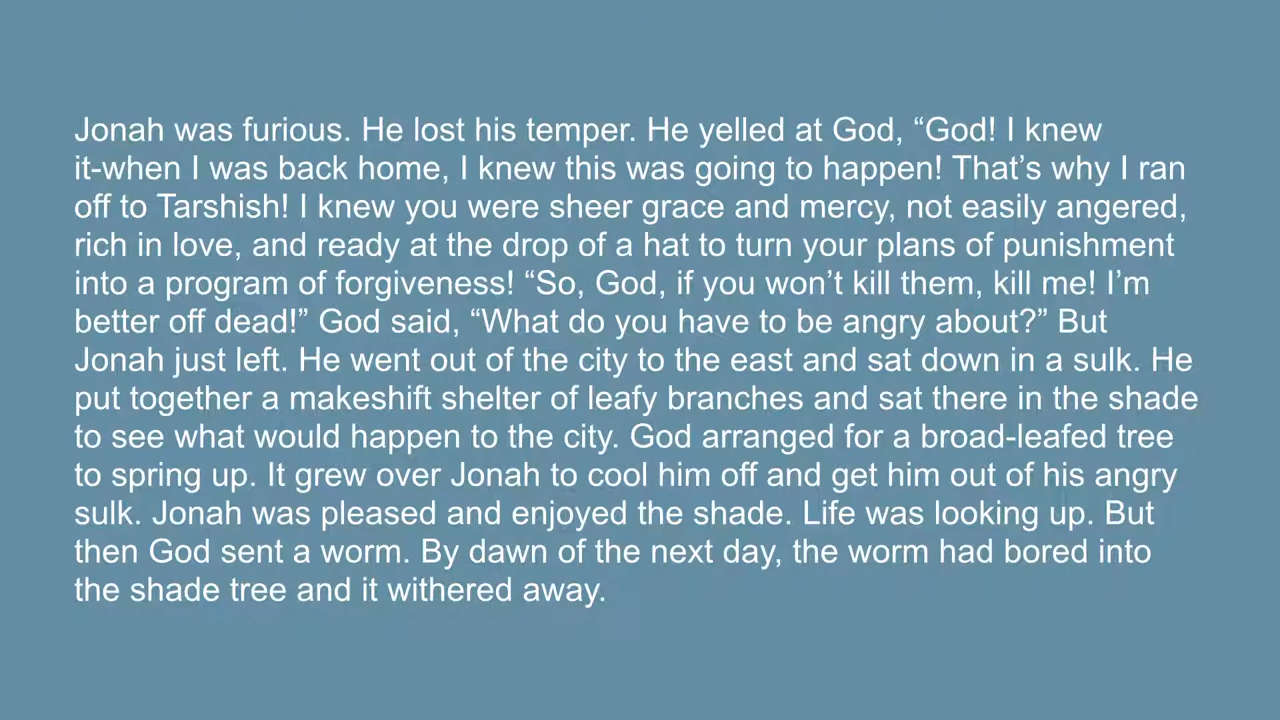 Jonah was furious. He lost his temper. He yelled at God, “God! I knew
it-when I was back home, I knew this was going to happen! That’s why I ran
off to Tarshish! I knew you were sheer grace and mercy, not easily angered,
rich in love, and ready at the drop of a hat to turn your plans of punishment
into a program of forgiveness! “So, God, if you won’t kill them, kill me! I’m
better off dead!” God said, “What do you have to be angry about?” But
Jonah just left. He went out of the city to the east and sat down in a sulk. He
put together a makeshift shelter of leafy branches and sat there in the shade
to see what would happen to the city. God arranged for a broad-leafed tree
to spring up. It grew over Jonah to cool him off and get him out of his angry
sulk. Jonah was pleased and enjoyed the shade. Life was looking up. But
then God sent a worm. By dawn of the next day, the worm had bored into
the shade tree and it withered away.